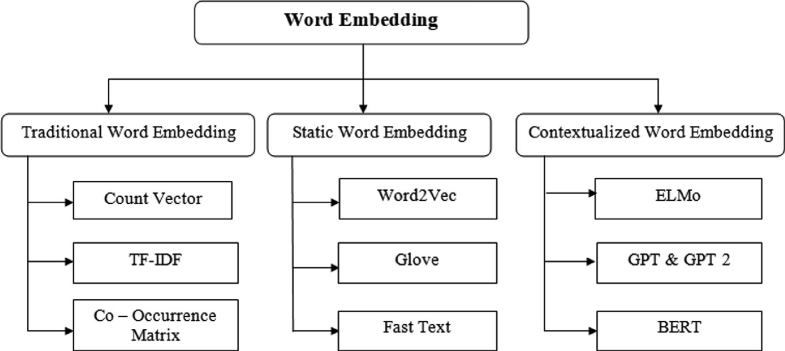 Word Embedding
Traditional Word Embedding
Static Word Embedding
Contextualized Word Embedding
Count Vector
Word2Vec
ELMo
TF-IDF
Glove
GPT & GPT 2
Co – Occurrence
Matrix
Fast Text
BERT